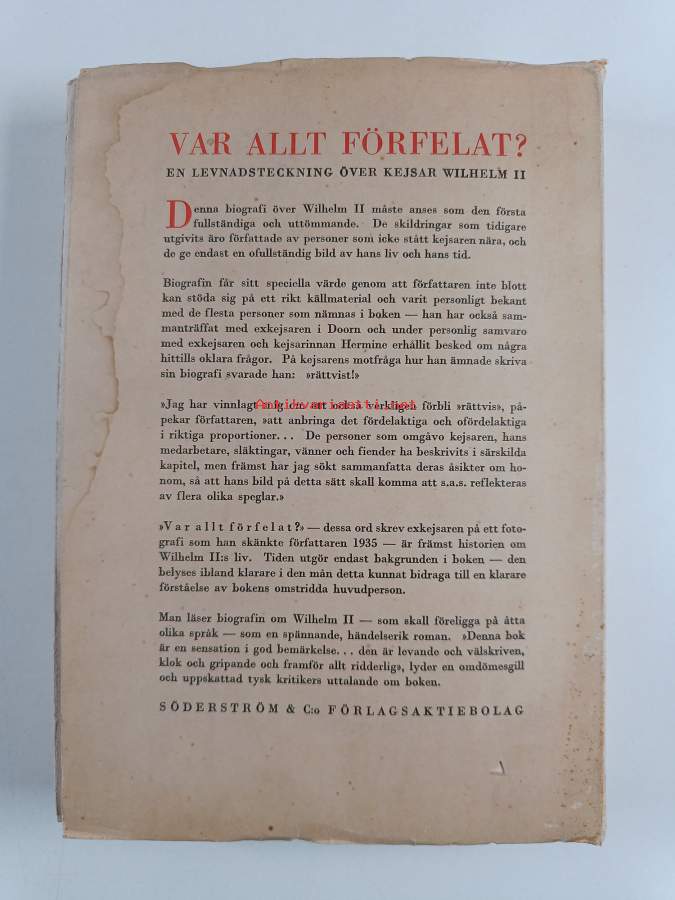 VAR ALLT FÖRFELAT?
EN LEVNADSTECKNING ÖVER KEJSAR WILHELM II
Denna biografi över Wilhelm II måste anses som den första
fullständiga och uttömmande. De skildringar som tidigare
utgivits äro författade av personer som icke stått kejsaren nära, och
de ge endast en ofullständig bild av hans liv och hans tid.
Biografin får sitt speciella värde genom att författaren inte blott
kan stöda sig på ett rikt källmaterial och varit personligt bekant
med de flesta personer som nämnas i boken — han har också sam-
manträffat med exkejsaren i Doorn och under personlig samvaro
med exkejsaren och kejsarinnan Hermine erhållit besked om några
hittills oklara frågor. På kejsarens motfråga hur han ämnade skriva
sin biografi svarade han: »rättvist!»
»Jag har vinnlagt mig om att också verkligen förbli »rättvis», på-
pekar författaren, »att anbringa det fördelaktiga och ofördelaktiga
i riktiga proportioner... De personer som omgåvo kejsaren, hans
medarbetare, släktingar, vänner och fiender ha beskrivits i särskilda
kapitel, men främst har jag sökt sammanfatta deras åsikter om ho-
nom, så att hans bild på detta sätt skall komma att s.a.s. reflekteras
av flera olika speglar.»
»Var allt förfelat?» — dessa ord skrev exkejsaren på ett foto-
grafi som han skänkte författaren 1935 — är främst historien om
Wilhelm II:s liv. Tiden utgör endast bakgrunden i boken — den
belyses ibland klarare i den mån detta kunnat bidraga till en klarare
förståelse av bokens omstridda huvudperson.
Man läser biografin om Wilhelm II — som skall föreligga på åtta
olika språk — som en spännande, händelserik roman. »Denna bok
är en sensation i god bemärkelse... den är levande och välskriven,
klok och gripande och framför allt ridderlig», lyder en omdömesgill
och uppskattad tysk kritikers uttalande om boken.
SÖDERSTRÖM & C:o FÖRLAGSAKTIEBOLAG